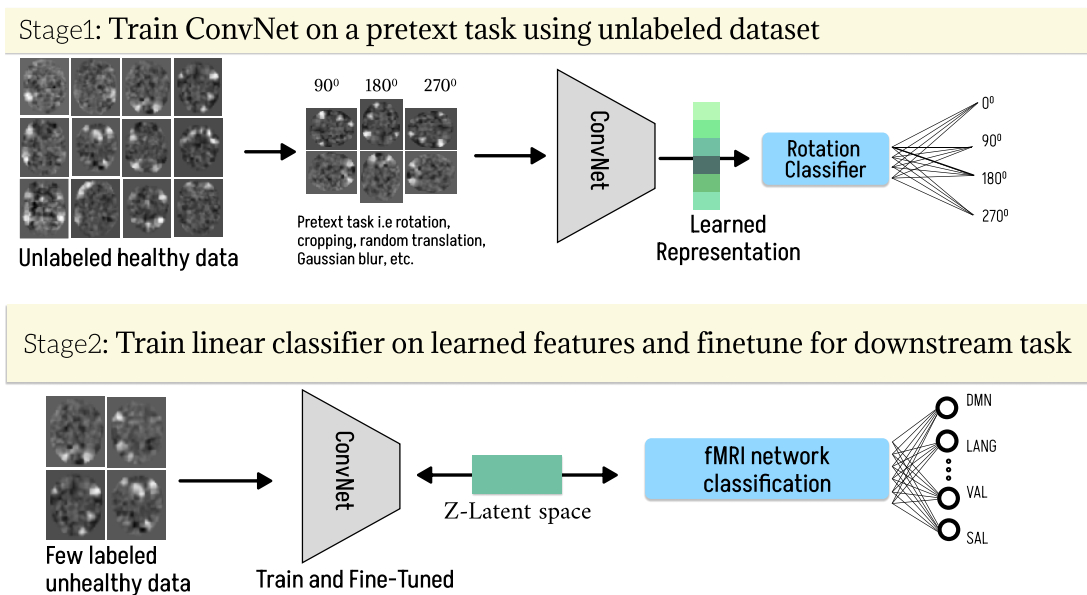 Stage1: Train ConvNet on a pretext task using unlabeled dataset
90⁰ 180⁰ 270⁰
ConvNet
Rotation
Classifier
0⁰
90⁰
180⁰
270⁰
Pretext task i.e rotation,
cropping, random translation,
Gaussian blur, etc.
Unlabeled healthy data
Learned
Representation
Stage2: Train linear classifier on learned features and finetune for downstream task
ConvNet
fMRI network
classification
DMN
LANG
VAL
SAL
Z-Latent space
Few labeled
unhealthy data
Train and Fine-Tuned